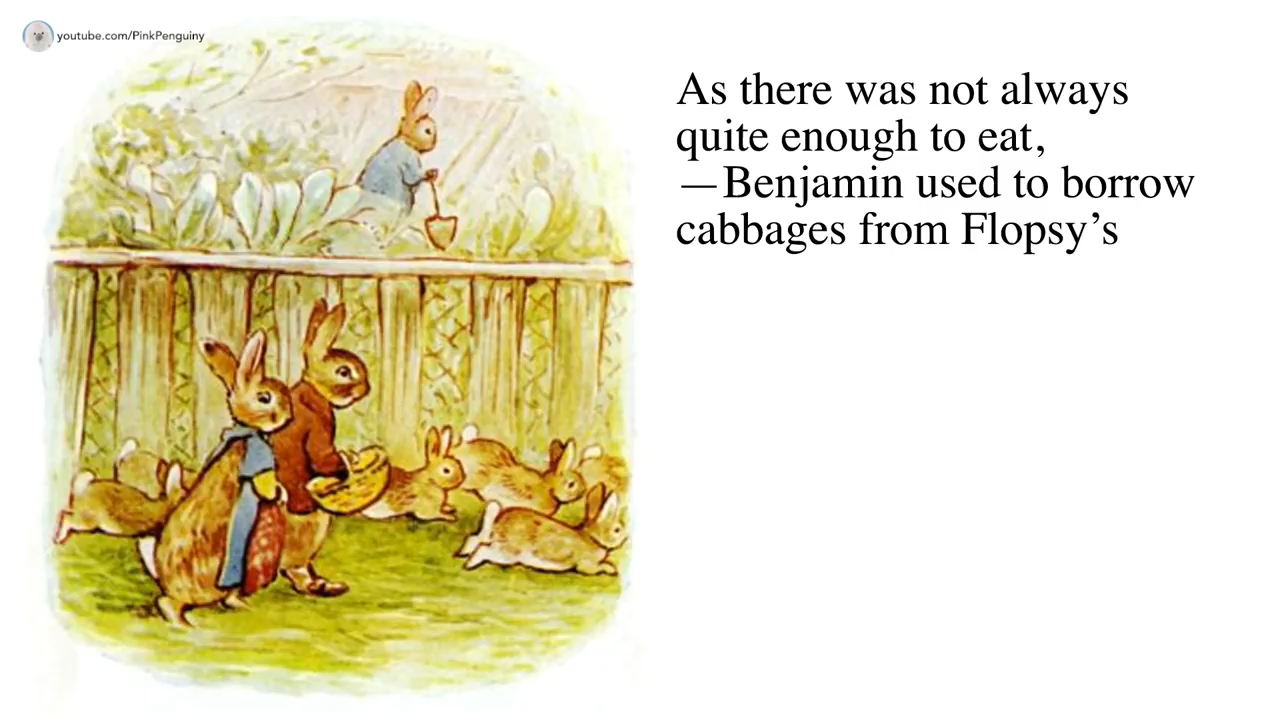 youtube.com/PinkPenguiny
As there was not always
quite enough to eat,
—Benjamin used to borrow
cabbages from Flopsy’s